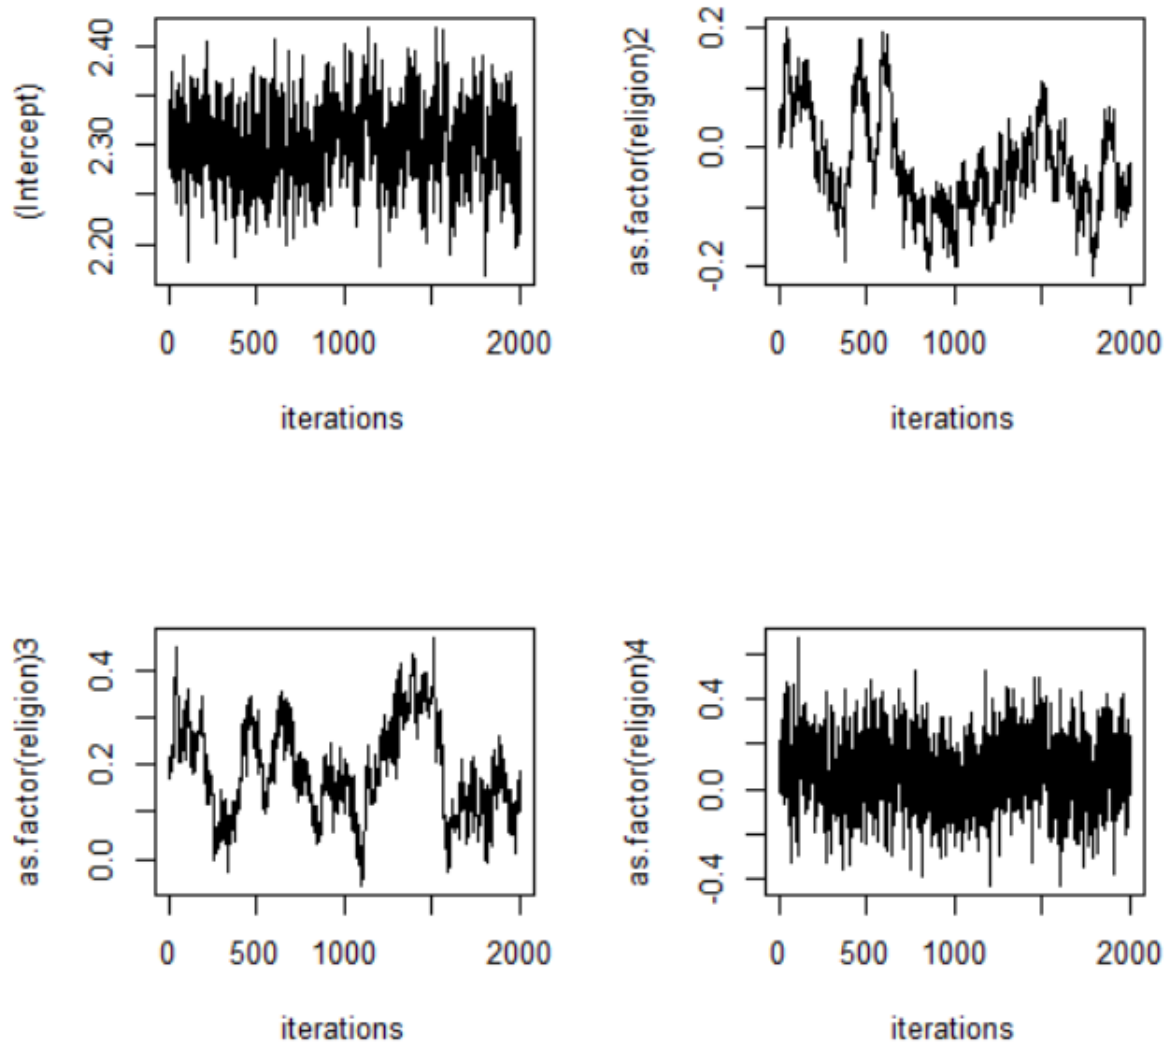 (Intercept)
2.20 2.30 2.40
0 500 1000 2000
iterations
as.factor(religion)2
-0.2 0.0 0.2
0 500 1000 2000
iterations
as.factor(religion)3
0.0 0.2 0.4
0 500 1000 2000
iterations
as.factor(religion)4
-0.4 0.0 0.4
0 500 1000 2000
iterations